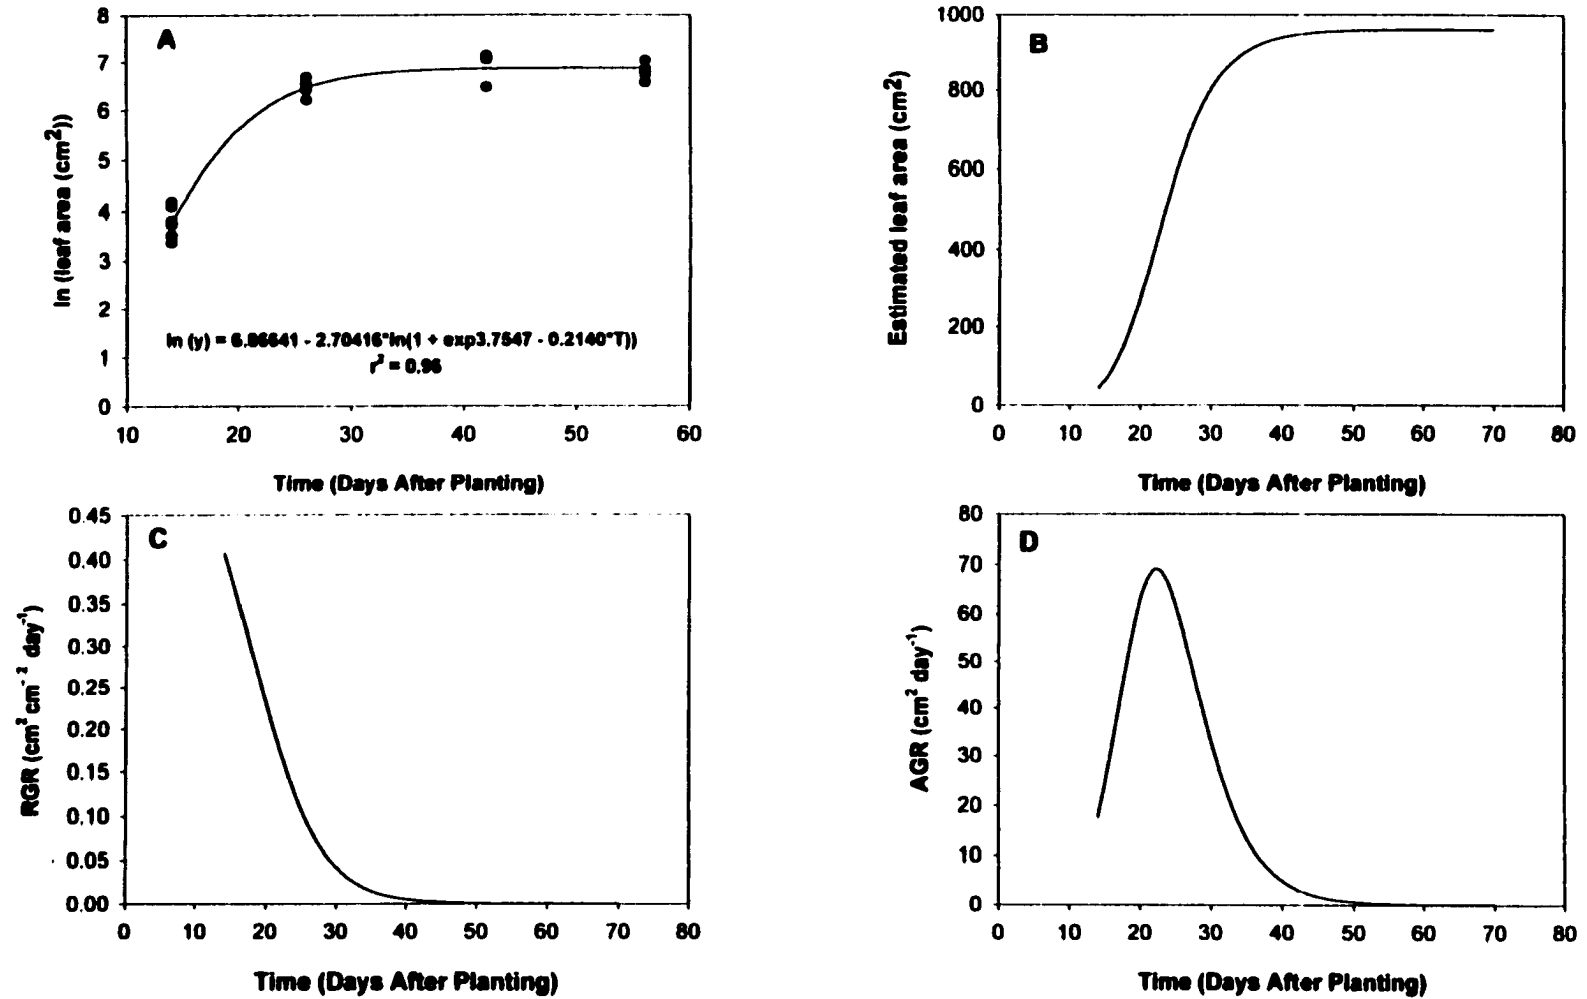 A
8
7
6
5
4
3
2
1
0
ln (leaf area (cm²))
ln (y) = 6.86641 - 2.70416*ln(1 + exp3.7547 - 0.2140*T))
r² = 0.96
10 20 30 40 50 60
Time (Days After Planting)
B
1000
800
600
400
200
0
Estimated leaf area (cm²)
0 10 20 30 40 50 60 70 80
Time (Days After Planting)
C
0.45
0.40
0.35
0.30
0.25
0.20
0.15
0.10
0.05
0.00
RGR (cm² cm⁻² day⁻¹)
0 10 20 30 40 50 60 70 80
Time (Days After Planting)
D
80
70
60
50
40
30
20
10
0
AGR (cm² day⁻¹)
0 10 20 30 40 50 60 70 80
Time (Days After Planting)